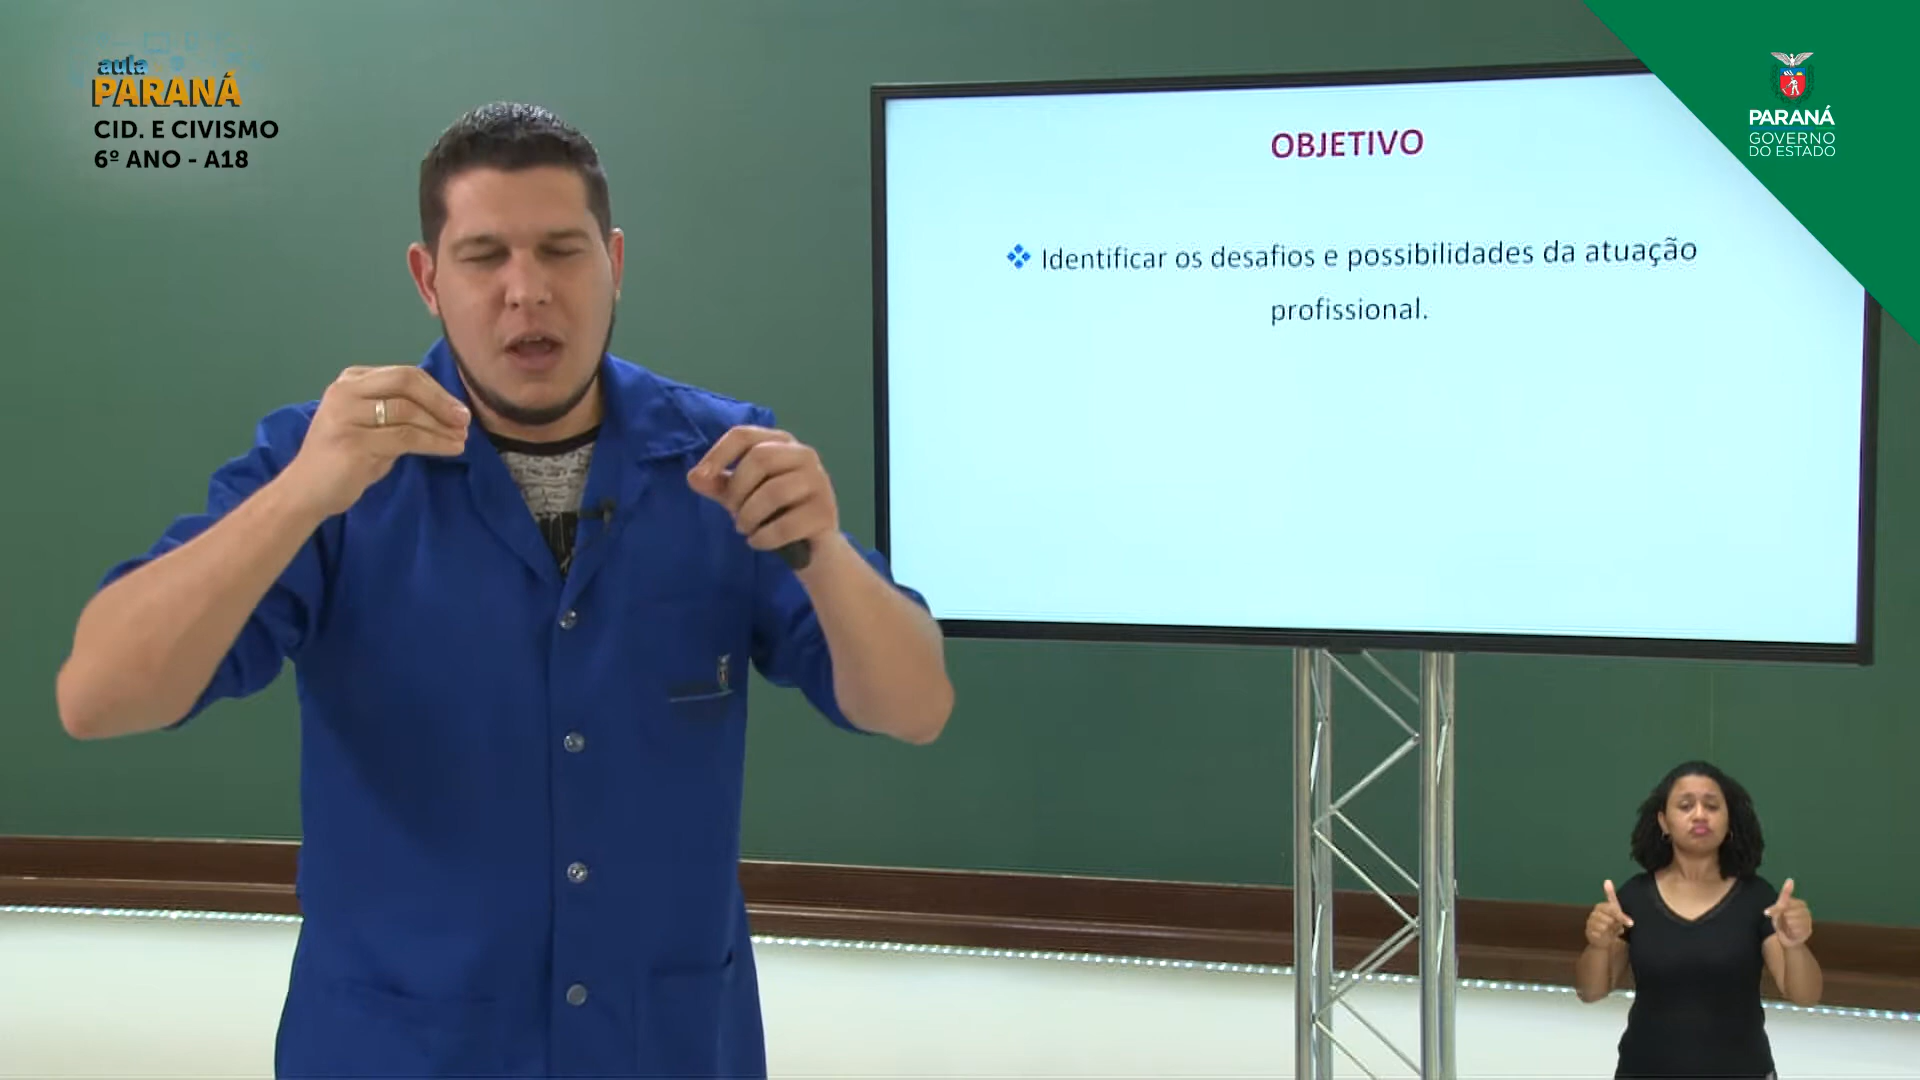 aula
PARANÁ
CID. E CIVISMO
6º ANO - A18
OBJETIVO
Identificar os desafios e possibilidades da atuação
profissional.
PARANÁ
GOVERNO
DO ESTADO